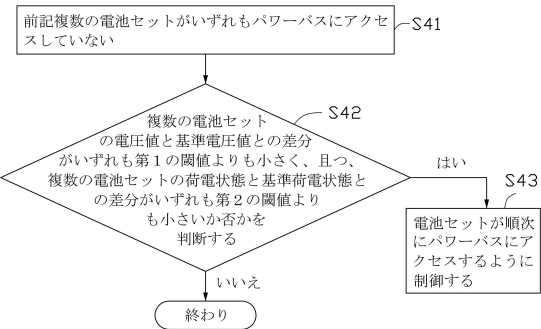 前記複数の電池セットがいずれもパワーバスにアクセ
スしていない
S41
複数の電池セット
の電圧値と基準電圧値との差分
がいずれも第1の閾値よりも小さく、且つ、
複数の電池セットの荷電状態と基準荷電状態と
の差分がいずれも第2の閾値より
も小さいか否かを
判断する
S42
はい
S43
電池セットが順次
にパワーバスにア
クセスするように
制御する
いいえ
終わり